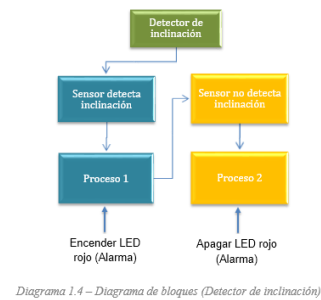 Detector de
inclinación
Sensor detecta
inclinación
Sensor no detecta
inclinación
Proceso 1
Proceso 2
Encender LED
rojo (Alarma)
Apagar LED rojo
(Alarma)
Diagrama 1.4 – Diagrama de bloques (Detector de inclinación)